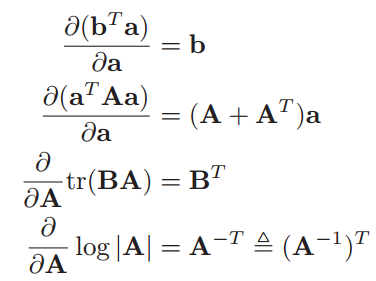 ∂(bᵀa)/∂a = b
∂(aᵀAa)/∂a = (A + Aᵀ)a
∂/∂A tr(BA) = Bᵀ
∂/∂A log |A| = A⁻ᵀ ≜ (A⁻¹)ᵀ